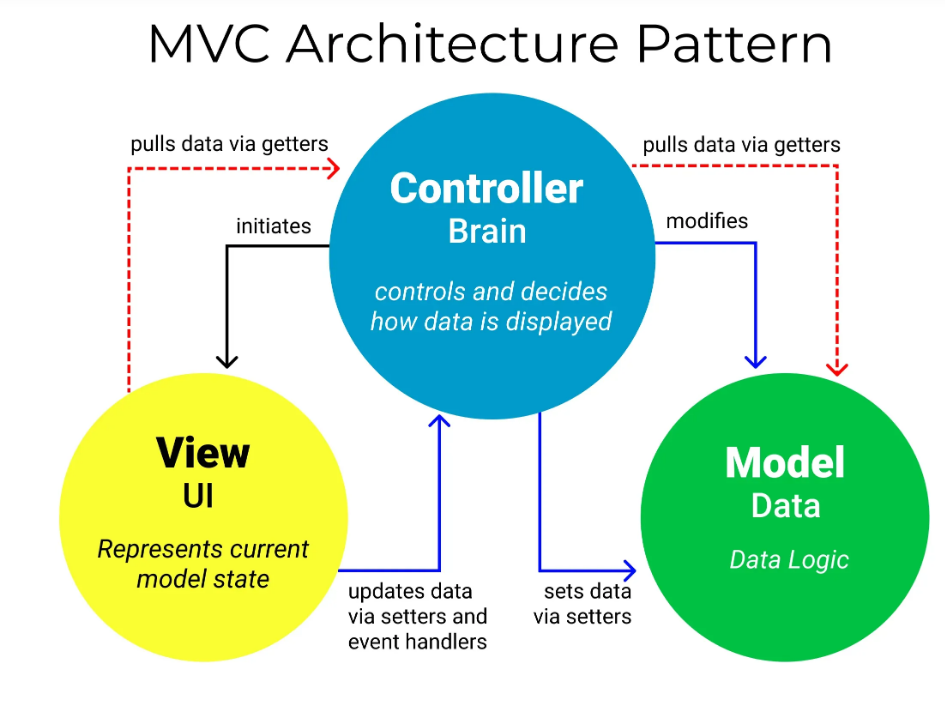 MVC Architecture Pattern
pulls data via getters
pulls data via getters
Controller
Brain
initiates
modifies
controls and decides
how data is displayed
View
UI
Represents current
model state
Model
Data
Data Logic
updates data
via setters and
event handlers
sets data
via setters